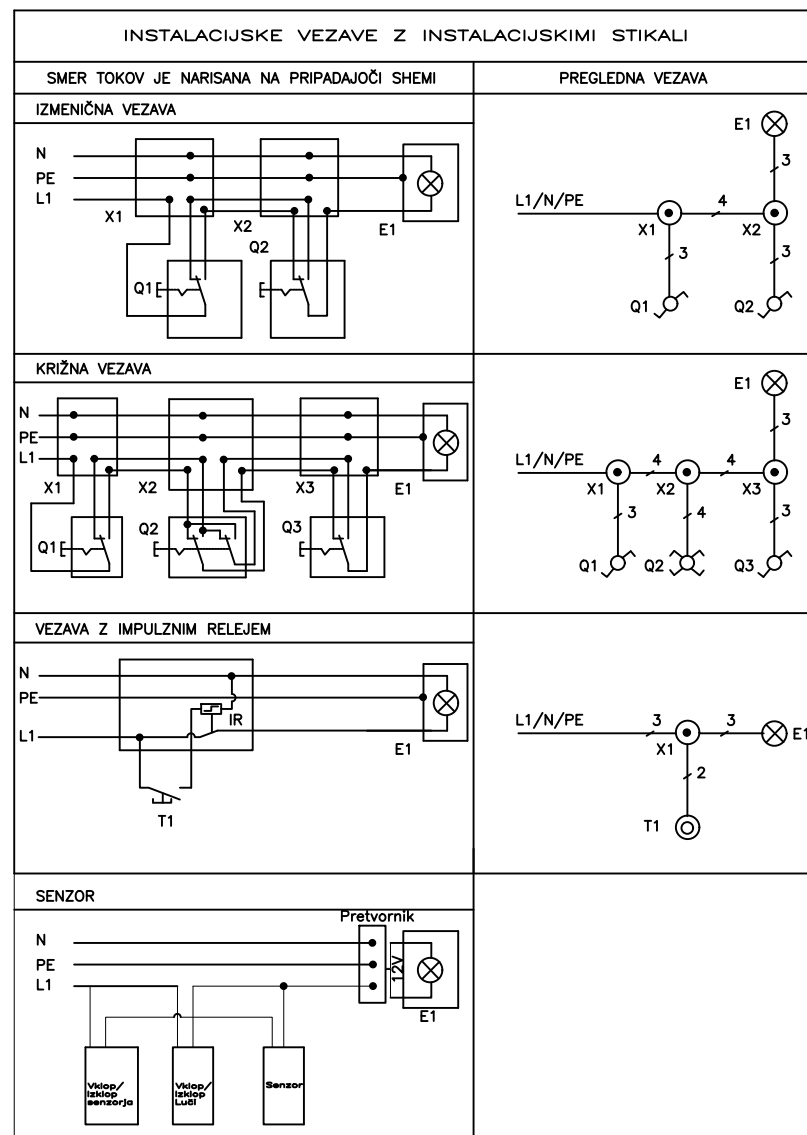 INSTALACIJSKE VEZAVE Z INSTALACIJSKIMI STIKALI
SMER TOKOV JE NARISANA NA PRIPADAJOČI SHEMI
PREGLEDNA VEZAVA
IZMENIČNA VEZAVA
N
PE
L1
X1
X2
E1
Q1
Q2
E1
3
L1/N/PE
4
X1
X2
3
3
Q1
Q2
KRIŽNA VEZAVA
N
PE
L1
X1
X2
X3
E1
Q1
Q2
Q3
E1
3
L1/N/PE
4
4
X1
X2
X3
3
4
3
Q1
Q2
Q3
VEZAVA Z IMPULZNIM RELEJEM
N
PE
IR
L1
E1
T1
L1/N/PE
3
3
X1
E1
2
T1
SENZOR
Pretvornik
N
PE
L1
12V
E1
Vklop/
Izklop
senzorja
Vklop/
Izklop
Luči
Senzor